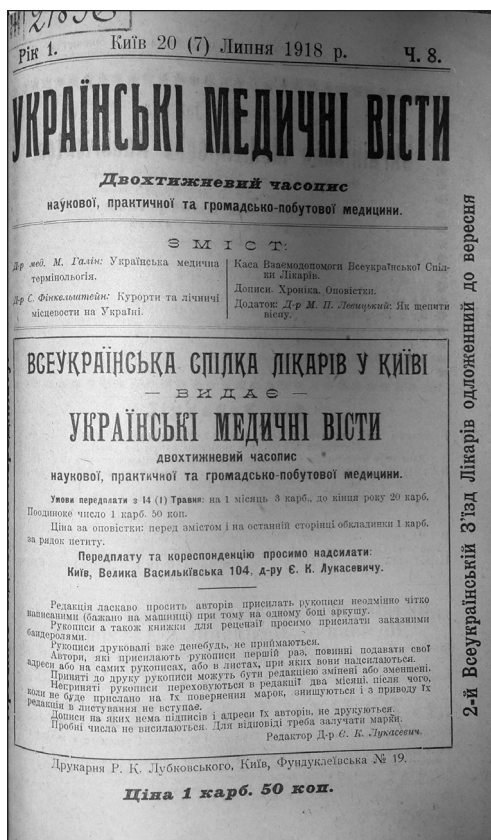 Рік 1.
Київ 20 (7) Липня 1918 р.
Ч. 8.
УКРАЇНСЬКІ МЕДИЧНІ ВІСТИ
Двохтижневий часопис
наукової, практичної та громадсько-побутової медицини.
ЗМІСТ:
Д-р мед. М. Галін: Українська медична
термінольогія.
Д-р С. Фінкельштейн: Курорти та лічничі
місцевости на Україні.
Каса Взаемодопомоги Всеукраїнської Спіл-
ки Лікарів.
Дописи. Хроніка. Оповістки.
Додаток: Д-р М. П. Левицький: Як щепити
віспу.
ВСЕУКРАЇНСЬКА СПІЛКА ЛІКАРІВ У КИЇВІ
— ВИДАЄ —
УКРАЇНСЬКІ МЕДИЧНІ ВІСТИ
двохтижневий часопис
наукової, практичної та громадсько-побутової медицини.
Умови передплати з 14 (1) Травня: на 1 місяць 3 карб., до кінця року 20 карб.
Поодиноке число 1 карб. 50 коп.
Ціна за оповістки: перед змістом і на останній сторінці обкладинки 1 карб.
за рядок петиту.
Передплату та кореспонденцію просимо надсилати:
Київ, Велика Васильківська 104, д-ру Є. К. Лукасевичу.
Редакція ласкаво просить авторів присилать рукописи неодмінно чітко
написаними (бажано на машинці) при тому на одному боці аркушу.
Рукописи а також книжки для рецензії просимо присилати заказними
бандеролями.
Рукописи друковані вже денебудь, не приймаються.
Автори, які присилають рукописи перший раз, повинні подавати свої
адреси або на самих рукописах, або в листах, при яких вони надсилаються.
Приняті до друку рукописи можуть бути редакцією змінені або зменшені.
Неприняті рукописи переховуються в редакції два місяці, після чого,
коли не буде прислано на їх повернення марок, знищуються і з приводу їх
редакція в листування не вступає.
Дописи на яких нема підписів і адреси їх авторів, не друкуються.
Пробні числа не висилаються. Для відповіді треба залучати марки.
Редактор Д-р Є. К. Лукасевич.
Друкарня Р. К. Лубковського, Київ, Фундуклеївська № 19.
Ціна 1 карб. 50 коп.
2-й Всеукраїнській З'їзд Лікарів одложенний до вересня